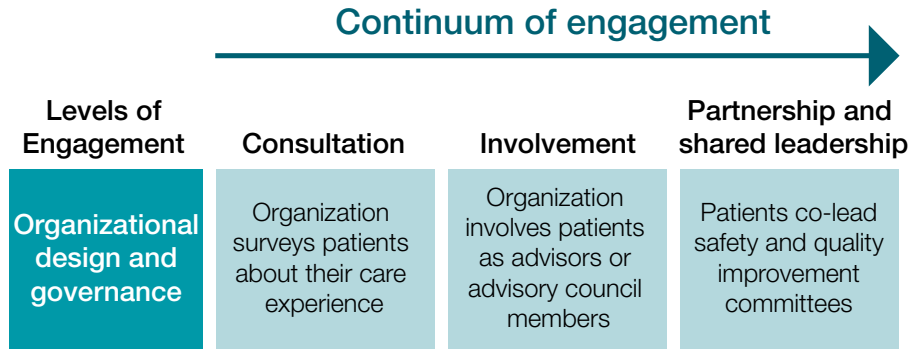 Continuum of engagement
Levels of
Engagement
Consultation
Involvement
Partnership and
shared leadership
Organizational
design and
governance
Organization
surveys patients
about their care
experience
Organization
involves patients
as advisors or
advisory council
members
Patients co-lead
safety and quality
improvement
committees